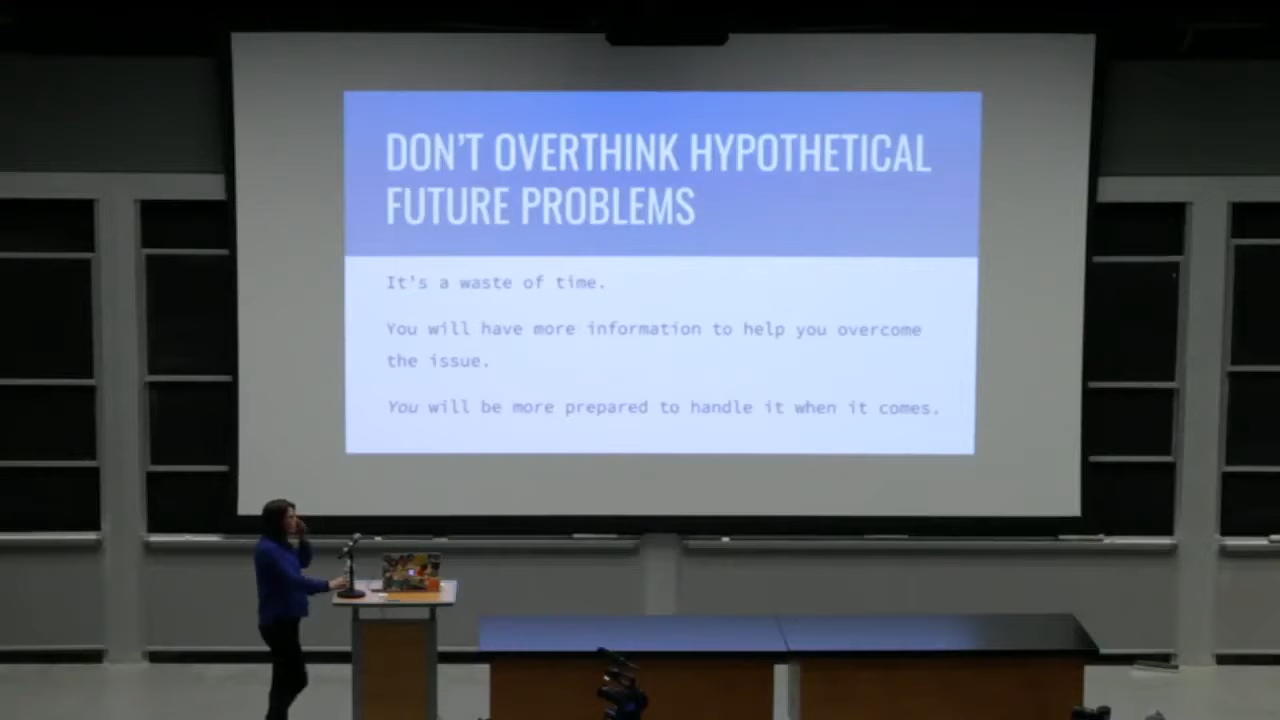 DON'T OVERTHINK HYPOTHETICAL
FUTURE PROBLEMS
It's a waste of time.
You will have more information to help you overcome
the issue.
You will be more prepared to handle it when it comes.